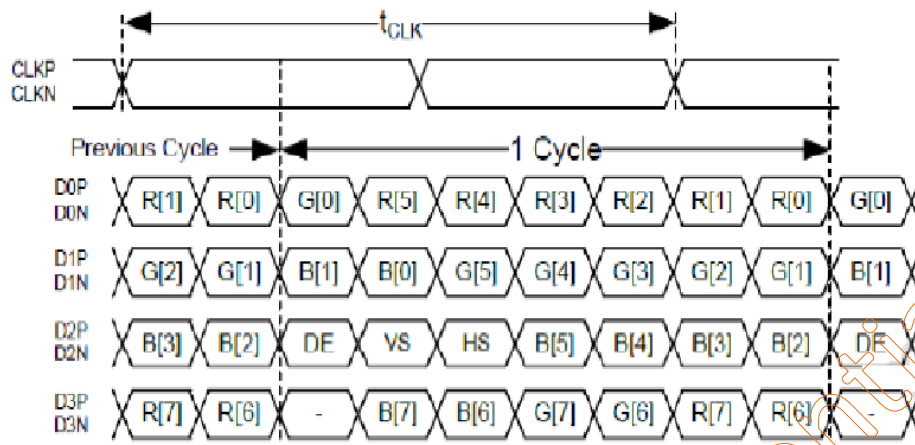 tCLK
CLKP
CLKN
Previous Cycle
1 Cycle
D0P
D0N
R[1] R[0] G[0] R[5] R[4] R[3] R[2] R[1] R[0] G[0]
D1P
D1N
G[2] G[1] B[1] B[0] G[5] G[4] G[3] G[2] G[1] B[1]
D2P
D2N
B[3] B[2] DE VS HS B[5] B[4] B[3] B[2] DE
D3P
D3N
R[7] R[6] - B[7] B[6] G[7] G[6] R[7] R[6] -